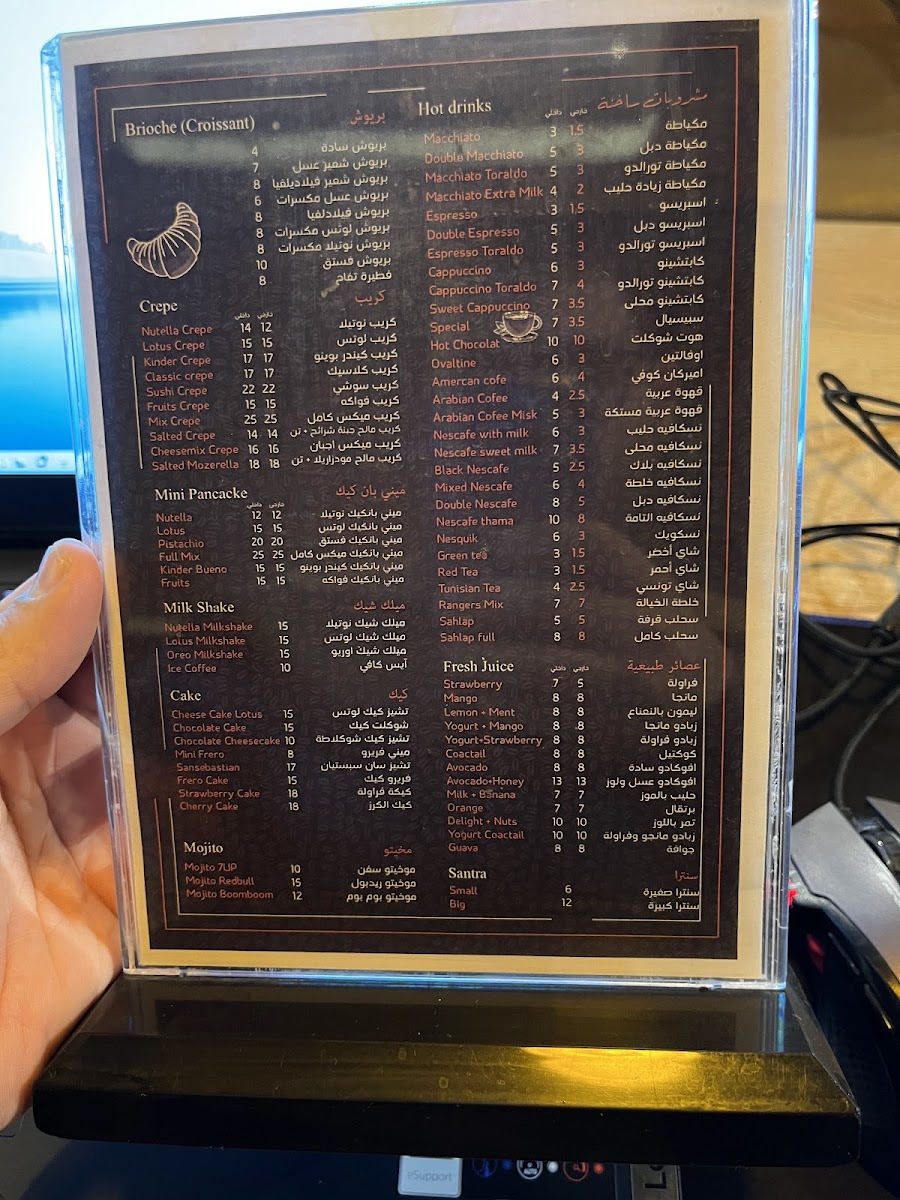 Brioche (Croissant) بريوش
4 بريوش سادة
7 بريوش شعير عسل
8 بريوش شعير فيلاديلفيا
6 بريوش عسل مكسرات
8 بريوش فيلادلفيا
8 بريوش لوتس مكسرات
8 بريوش نوتيلا مكسرات
10 بريوش فستق
8 فطيرة تفاح
Crepe كريب
داخلي خارجي
Nutella Crepe 14 12 كريب نوتيلا
Lotus Crepe 15 15 كريب لوتس
Kinder Crepe 17 17 كريب كيندر بوينو
Classic crepe 17 17 كريب كلاسيك
Sushi Crepe 22 22 كريب سوشي
Fruits Crepe 15 15 كريب فواكه
Mix Crepe 25 25 كريب ميكس كامل
Salted Crepe 14 14 كريب مالح جبنة شرائح + تن
Cheesemix Crepe 16 16 كريب ميكس اجبان
Salted Mozerella 18 18 كريب مالح مودزاريلا + تن
Mini Pancacke ميني بان كيك
داخلي خارجي
Nutella 12 12 ميني بانكيك نوتيلا
Lotus 15 15 ميني بانكيك لوتس
Pistachio 20 20 ميني بانكيك فستق
Full Mix 25 25 ميني بانكيك ميكس كامل
Kinder Bueno 15 15 ميني بانكيك كيندر بوينو
Fruits 15 15 ميني بانكيك فواكه
Milk Shake ميلك شيك
Nutella Milkshake 15 ميلك شيك نوتيلا
Lotus Milkshake 15 ميلك شيك لوتس
Oreo Milkshake 15 ميلك شيك اوريو
Ice Coffee 10 آيس كافي
Cake كيك
Cheese Cake Lotus 15 تشيز كيك لوتس
Chocolate Cake 15 شوكلت كيك
Chocolate Cheesecake 10 تشيز كيك شوكلاطة
Mini Frero 8 ميني فريرو
Sansebastian 17 تشيز سان سبستيان
Frero Cake 15 فريرو كيك
Strawberry Cake 18 كيكة فراولة
Cherry Cake 18 كيك الكرز
Mojito مخيتو
Mojito 7UP 10 موخيتو سفن
Mojito Redbull 15 موخيتو ريدبول
Mojito Boomboom 12 موخيتو بوم بوم
Hot drinks داخلي خارجي مشروبات ساخنة
Macchiato 3 1.5 مكياطة
Double Macchiato 5 3 مكياطة دبل
Macchiato Toraldo 5 3 مكياطة تورالدو
Macchiato Extra Milk 4 2 مكياطة زيادة حليب
Espresso 3 1.5 اسبريسو
Double Espresso 5 3 اسبريسو دبل
Espresso Toraldo 5 3 اسبريسو تورالدو
Cappuccino 6 3 كابتشينو
Cappuccino Toraldo 7 4 كابتشينو تورالدو
Sweet Cappuccino 7 3.5 كابتشينو محلى
Special 7 3.5 سبيسيال
Hot Chocolat 10 10 هوت شوكلت
Ovaltine 6 3 اوفالتين
Amercan cofe 6 4 اميركان كوفي
Arabian Cofee 4 2.5 قهوة عربية
Arabian Cofee Misk 5 3 قهوة عربية مستكة
Nescafe with milk 6 3 نسكافيه حليب
Nescafe sweet milk 7 3.5 نسكافيه محلى
Black Nescafe 5 2.5 نسكافيه بلاك
Mixed Nescafe 6 4 نسكافيه خلطة
Double Nescafe 8 5 نسكافيه دبل
Nescafe thama 10 8 نسكافيه التامة
Nesquik 6 3 نسكويك
Green tea 3 1.5 شاي أخضر
Red Tea 3 1.5 شاي أحمر
Tunisian Tea 4 2.5 شاي تونسي
Rangers Mix 7 7 خلطة الخيالة
Sahlap 5 5 سحلب قرفة
Sahlap full 8 8 سحلب كامل
Fresh Juice داخلي خارجي عصائر طبيعية
Strawberry 7 5 فراولة
Mango 8 8 مانجا
Lemon + Ment 8 8 ليمون بالنعناع
Yogurt + Mango 8 8 زبادو مانجا
Yogurt+Strawberry 8 8 زبادو فراولة
Coactail 8 8 كوكتيل
Avocado 8 8 افوكادو سادة
Avocado+Honey 13 13 افوكادو عسل ولوز
Milk + Banana 7 7 حليب بالموز
Orange 7 7 برتقال
Delight + Nuts 10 10 تمر باللوز
Yogurt Coactail 10 10 زبادو مانجو وفراولة
Guava 8 8 جوافة
Santra سنترا
Small 6 سنترا صغيرة
Big 12 سنترا كبيرة
eSupport